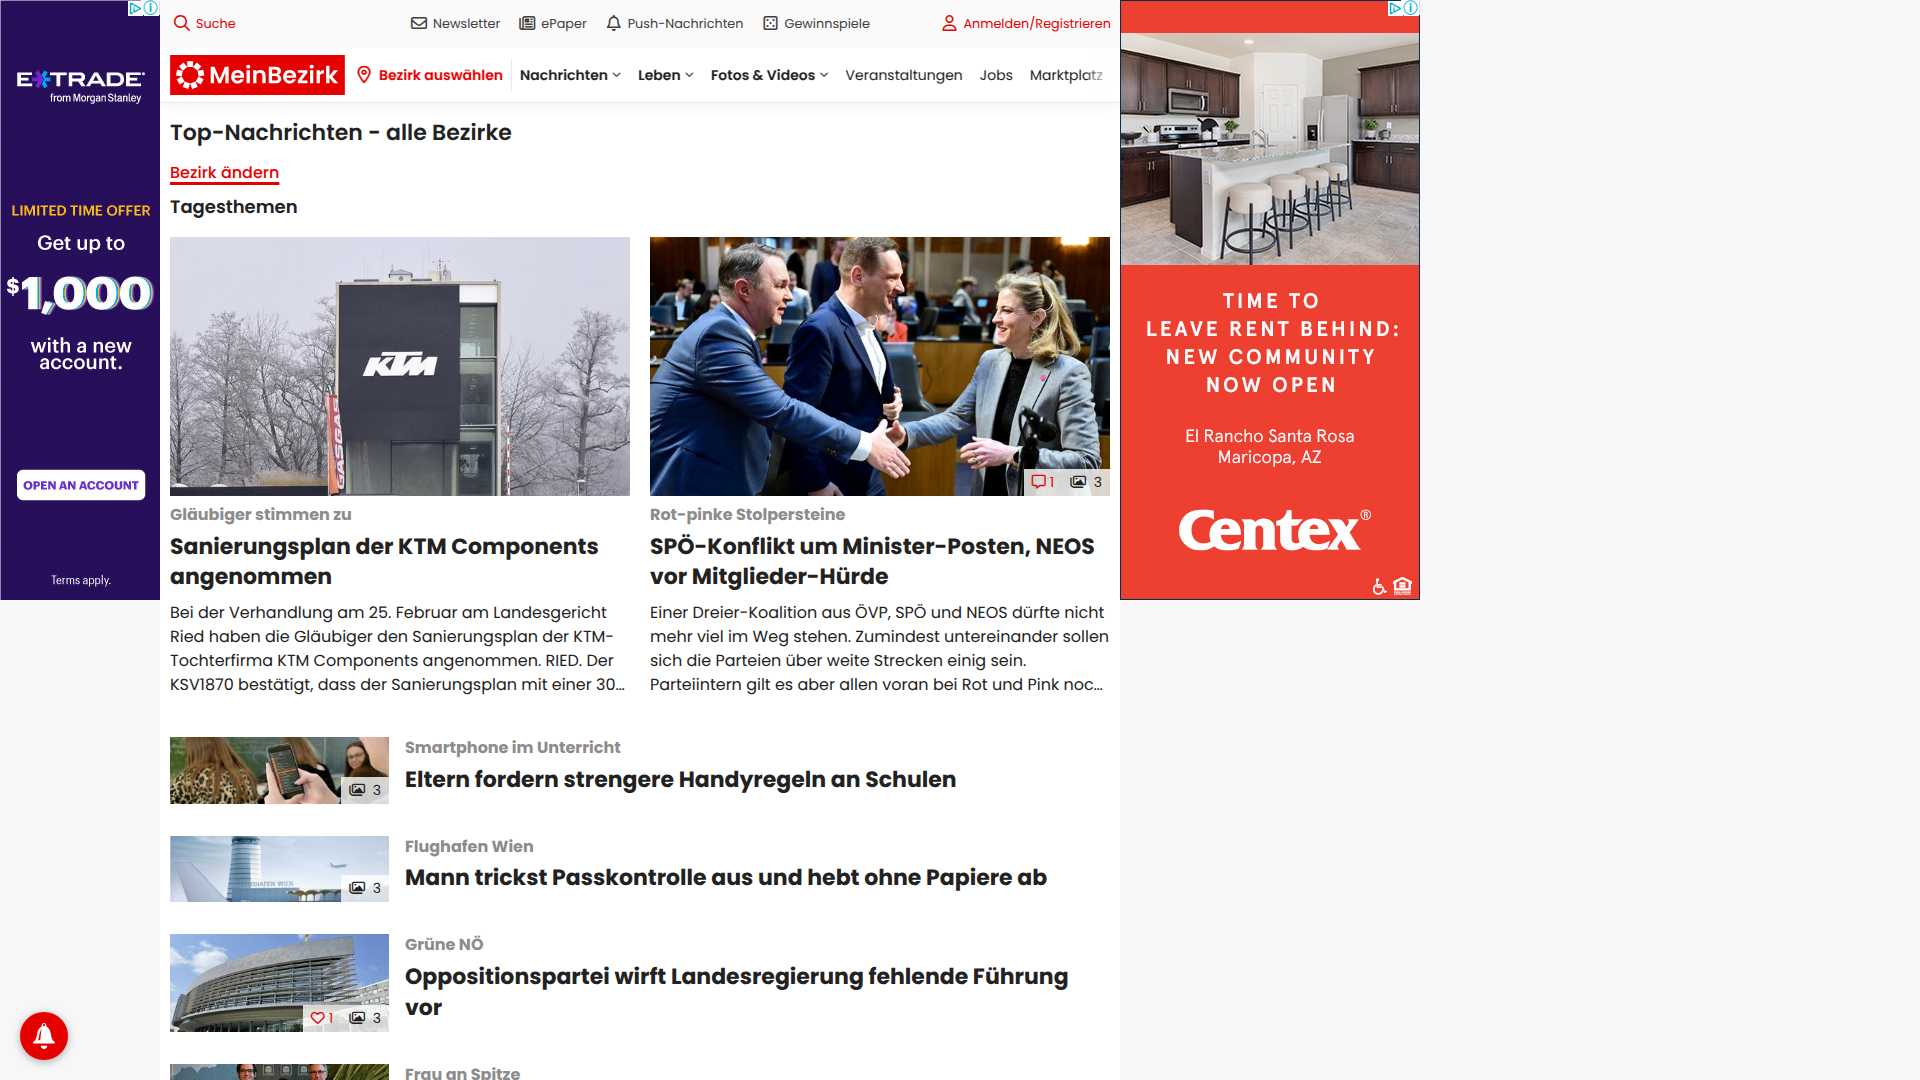 E*TRADE
from Morgan Stanley
LIMITED TIME OFFER
Get up to
$1,000
with a new
account.
OPEN AN ACCOUNT
Terms apply.
Suche
Newsletter
ePaper
Push-Nachrichten
Gewinnspiele
Anmelden/Registrieren
MeinBezirk
Bezirk auswählen
Nachrichten
Leben
Fotos & Videos
Veranstaltungen
Jobs
Marktplatz
Top-Nachrichten - alle Bezirke
Bezirk ändern
Tagesthemen
KTM
GASGAS
Gläubiger stimmen zu
Sanierungsplan der KTM Components
angenommen
Bei der Verhandlung am 25. Februar am Landesgericht
Ried haben die Gläubiger den Sanierungsplan der KTM-
Tochterfirma KTM Components angenommen. RIED. Der
KSV1870 bestätigt, dass der Sanierungsplan mit einer 30...
1 3
Rot-pinke Stolpersteine
SPÖ-Konflikt um Minister-Posten, NEOS
vor Mitglieder-Hürde
Einer Dreier-Koalition aus ÖVP, SPÖ und NEOS dürfte nicht
mehr viel im Weg stehen. Zumindest untereinander sollen
sich die Parteien über weite Strecken einig sein.
Parteiintern gilt es aber allen voran bei Rot und Pink noc...
3
Smartphone im Unterricht
Eltern fordern strengere Handyregeln an Schulen
3
Flughafen Wien
Mann trickst Passkontrolle aus und hebt ohne Papiere ab
1 3
Grüne NÖ
Oppositionspartei wirft Landesregierung fehlende Führung
vor
Frau an Spitze
TIME TO
LEAVE RENT BEHIND:
NEW COMMUNITY
NOW OPEN
El Rancho Santa Rosa
Maricopa, AZ
Centex®